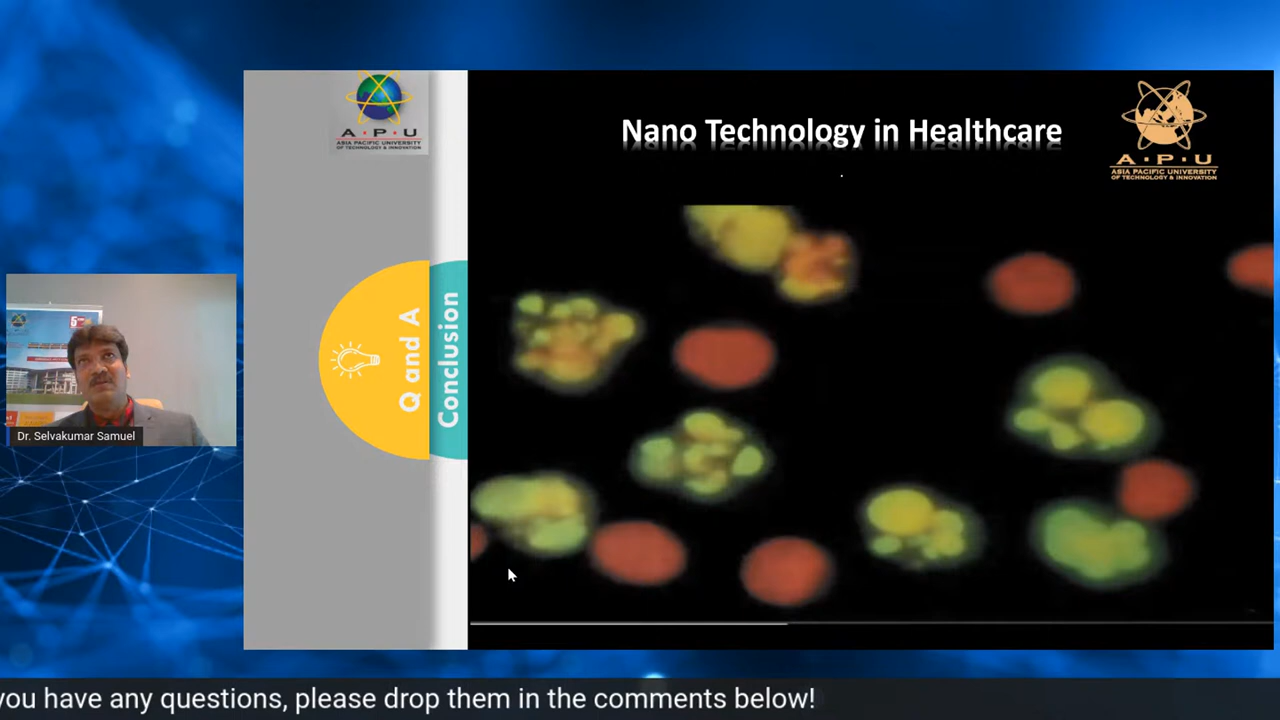 A · P · U
ASIA PACIFIC UNIVERSITY
OF TECHNOLOGY & INNOVATION
Nano Technology in Healthcare
A · P · U
ASIA PACIFIC UNIVERSITY
OF TECHNOLOGY & INNOVATION
Q and A
Conclusion
Dr. Selvakumar Samuel
you have any questions, please drop them in the comments below!